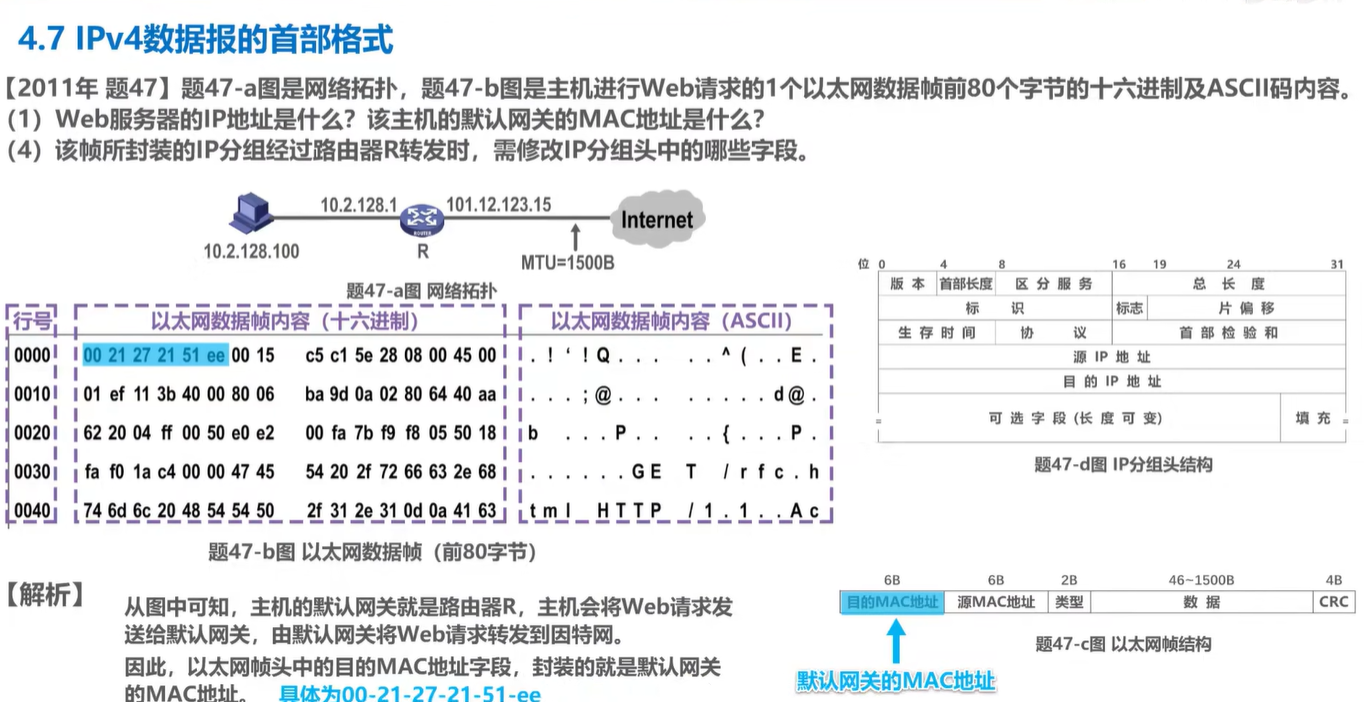 4.7 IPv4数据报的首部格式
【2011年 题47】题47-a图是网络拓扑，题47-b图是主机进行Web请求的1个以太网数据帧前80个字节的十六进制及ASCII码内容。
（1）Web服务器的IP地址是什么？该主机的默认网关的MAC地址是什么？
（4）该帧所封装的IP分组经过路由器R转发时，需修改IP分组头中的哪些字段。
10.2.128.1 101.12.123.15
Internet
ROUTER
10.2.128.100 R MTU=1500B
题47-a图 网络拓扑
行号 以太网数据帧内容（十六进制） 以太网数据帧内容（ASCII）
0000 00 21 27 21 51 ee 00 15 c5 c1 5e 28 08 00 45 00 . ! ‘ ! Q . . . . . ^ ( . . E .
0010 01 ef 11 3b 40 00 80 06 ba 9d 0a 02 80 64 40 aa . . . ; @ . . . . . . . . d @ .
0020 62 20 04 ff 00 50 e0 e2 00 fa 7b f9 f8 05 50 18 b . . . P . . . . { . . . P .
0030 fa f0 1a c4 00 00 47 45 54 20 2f 72 66 63 2e 68 . . . . . . G E T / r f c . h
0040 74 6d 6c 20 48 54 54 50 2f 31 2e 31 0d 0a 41 63 t m l H T T P / 1 . 1 . . A c
题47-b图 以太网数据帧（前80字节）
位 0 4 8 16 19 24 31
版本 首部长度 区分服务 总长度
标识 标志 片偏移
生存时间 协议 首部检验和
源IP地址
目的IP地址
可选字段(长度可变) 填充
题47-d图 IP分组头结构
6B 6B 2B 46~1500B 4B
目的MAC地址 源MAC地址 类型 数据 CRC
题47-c图 以太网帧结构
默认网关的MAC地址
【解析】
从图中可知，主机的默认网关就是路由器R，主机会将Web请求发
送给默认网关，由默认网关将Web请求转发到因特网。
因此，以太网帧头中的目的MAC地址字段，封装的就是默认网关
的MAC地址。 具体为00-21-27-21-51-ee